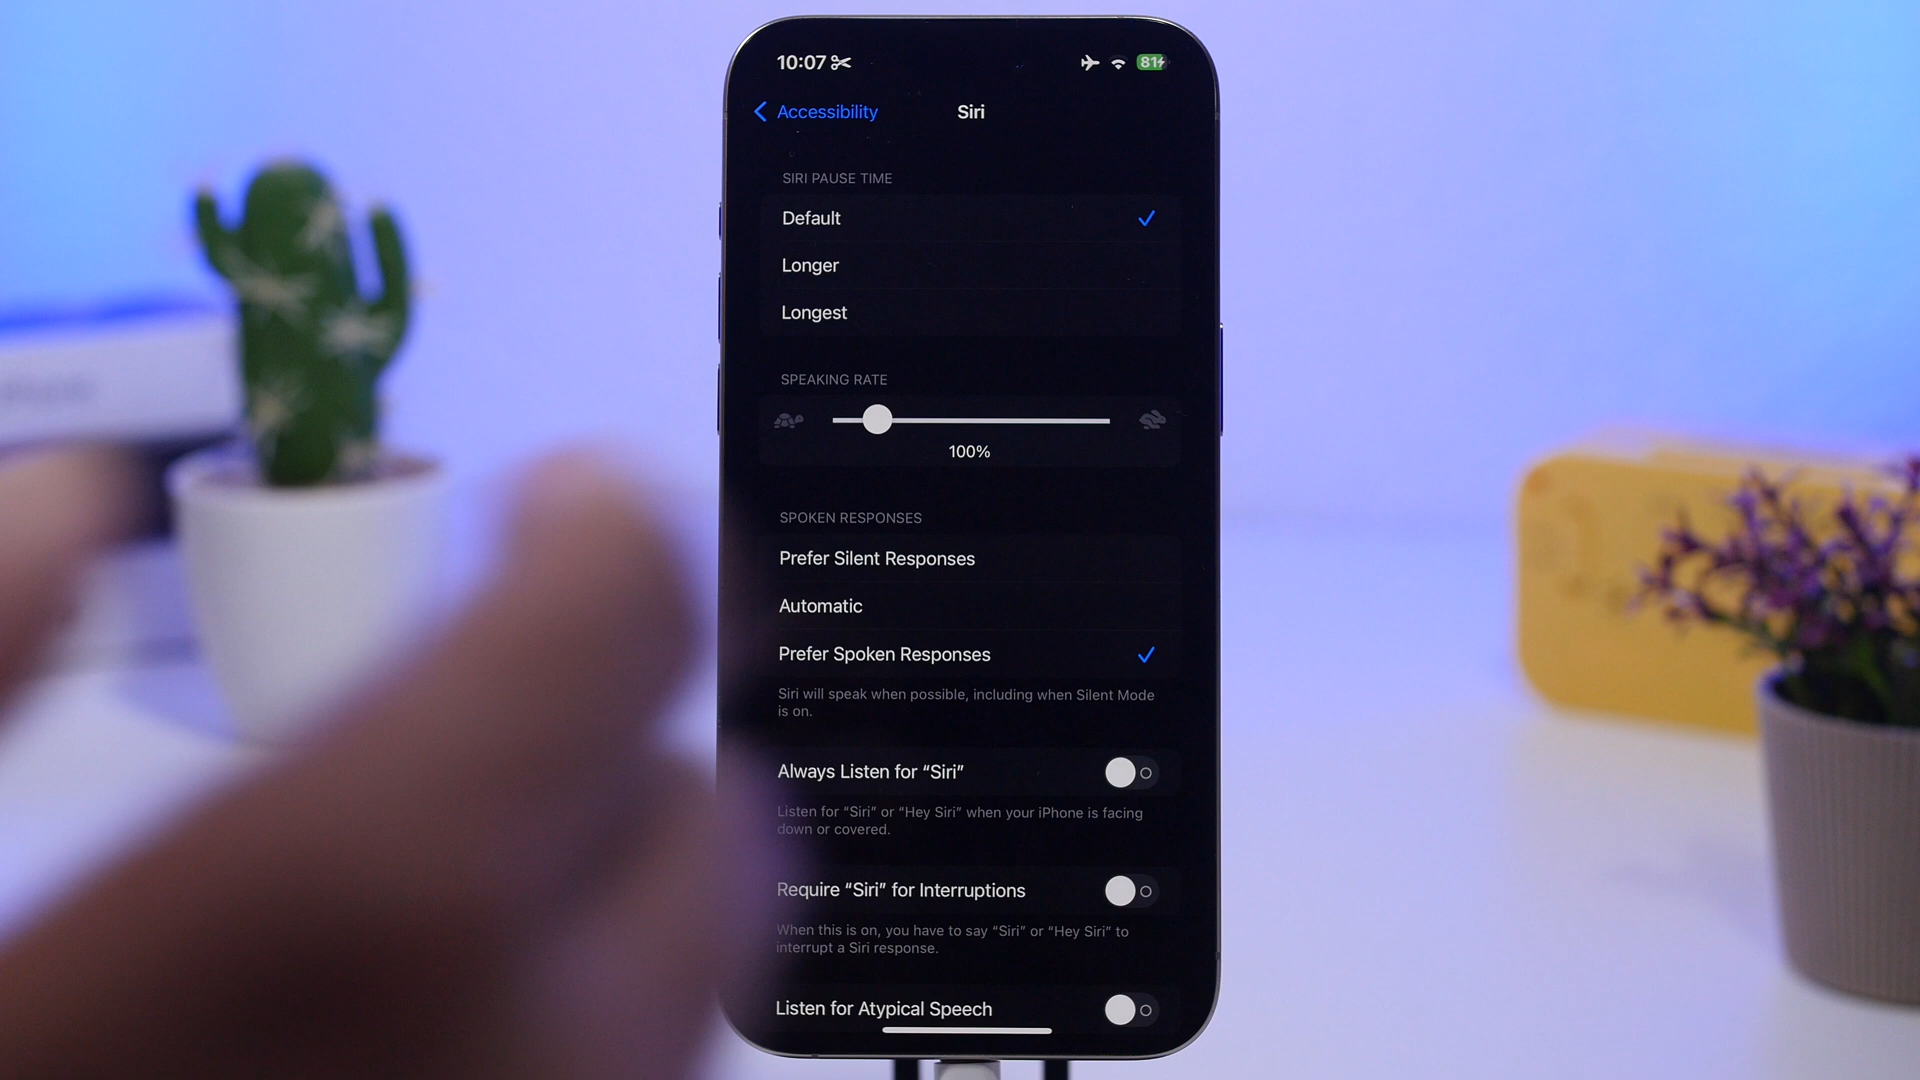 10:07
81
Accessibility
Siri
SIRI PAUSE TIME
Default
Longer
Longest
SPEAKING RATE
100%
SPOKEN RESPONSES
Prefer Silent Responses
Automatic
Prefer Spoken Responses
Siri will speak when possible, including when Silent Mode
is on.
Always Listen for “Siri”
Listen for “Siri” or “Hey Siri” when your iPhone is facing
down or covered.
Require “Siri” for Interruptions
When this is on, you have to say “Siri” or “Hey Siri” to
interrupt a Siri response.
Listen for Atypical Speech